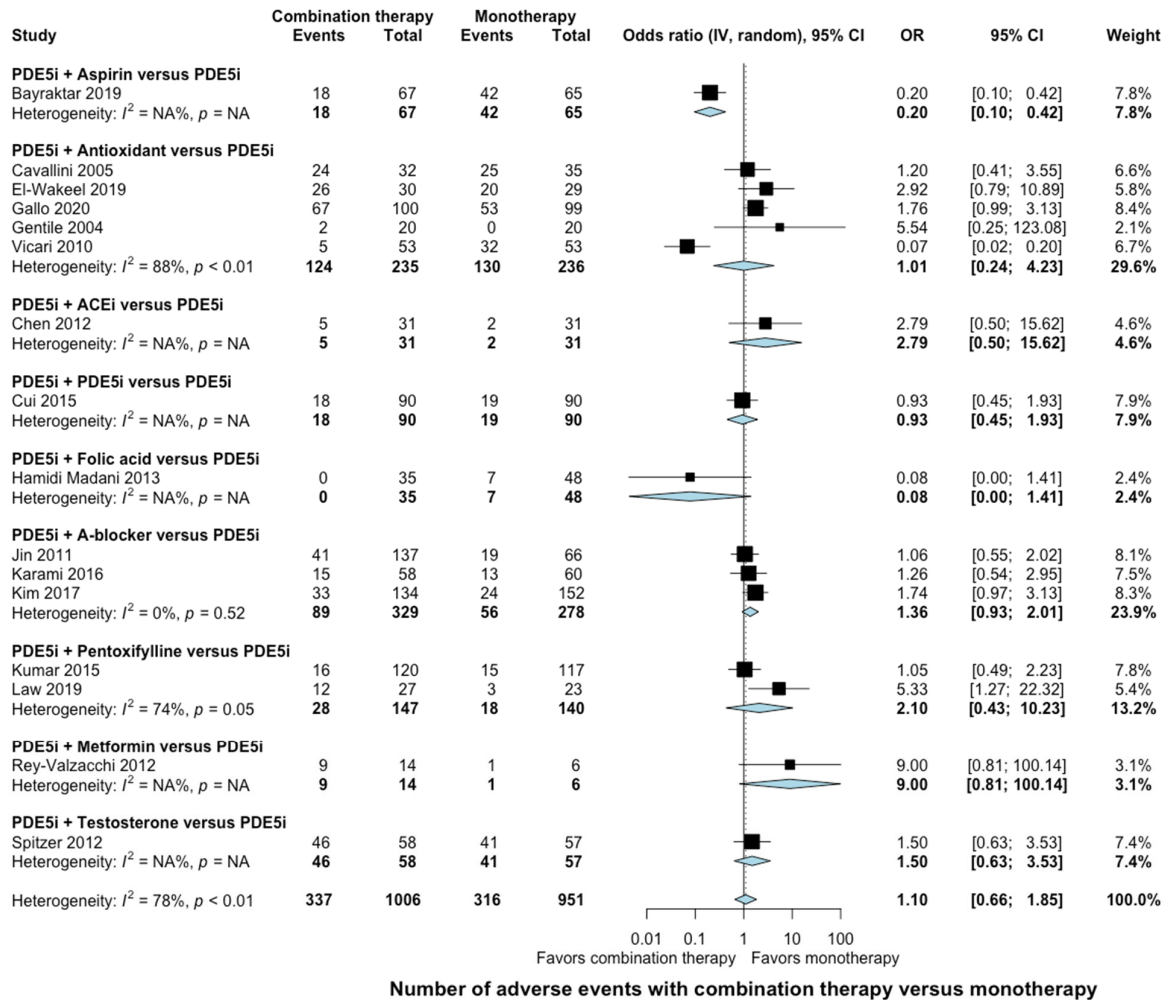 Combination therapy Monotherapy
Study Events Total Events Total Odds ratio (IV, random), 95% CI OR 95% CI Weight
PDE5i + Aspirin versus PDE5i
Bayraktar 2019 18 67 42 65 0.20 [0.10; 0.42] 7.8%
Heterogeneity: I² = NA%, p = NA 18 67 42 65 0.20 [0.10; 0.42] 7.8%
PDE5i + Antioxidant versus PDE5i
Cavallini 2005 24 32 25 35 1.20 [0.41; 3.55] 6.6%
El-Wakeel 2019 26 30 20 29 2.92 [0.79; 10.89] 5.8%
Gallo 2020 67 100 53 99 1.76 [0.99; 3.13] 8.4%
Gentile 2004 2 20 0 20 5.54 [0.25; 123.08] 2.1%
Vicari 2010 5 53 32 53 0.07 [0.02; 0.20] 6.7%
Heterogeneity: I² = 88%, p < 0.01 124 235 130 236 1.01 [0.24; 4.23] 29.6%
PDE5i + ACEi versus PDE5i
Chen 2012 5 31 2 31 2.79 [0.50; 15.62] 4.6%
Heterogeneity: I² = NA%, p = NA 5 31 2 31 2.79 [0.50; 15.62] 4.6%
PDE5i + PDE5i versus PDE5i
Cui 2015 18 90 19 90 0.93 [0.45; 1.93] 7.9%
Heterogeneity: I² = NA%, p = NA 18 90 19 90 0.93 [0.45; 1.93] 7.9%
PDE5i + Folic acid versus PDE5i
Hamidi Madani 2013 0 35 7 48 0.08 [0.00; 1.41] 2.4%
Heterogeneity: I² = NA%, p = NA 0 35 7 48 0.08 [0.00; 1.41] 2.4%
PDE5i + A-blocker versus PDE5i
Jin 2011 41 137 19 66 1.06 [0.55; 2.02] 8.1%
Karami 2016 15 58 13 60 1.26 [0.54; 2.95] 7.5%
Kim 2017 33 134 24 152 1.74 [0.97; 3.13] 8.3%
Heterogeneity: I² = 0%, p = 0.52 89 329 56 278 1.36 [0.93; 2.01] 23.9%
PDE5i + Pentoxifylline versus PDE5i
Kumar 2015 16 120 15 117 1.05 [0.49; 2.23] 7.8%
Law 2019 12 27 3 23 5.33 [1.27; 22.32] 5.4%
Heterogeneity: I² = 74%, p = 0.05 28 147 18 140 2.10 [0.43; 10.23] 13.2%
PDE5i + Metformin versus PDE5i
Rey-Valzacchi 2012 9 14 1 6 9.00 [0.81; 100.14] 3.1%
Heterogeneity: I² = NA%, p = NA 9 14 1 6 9.00 [0.81; 100.14] 3.1%
PDE5i + Testosterone versus PDE5i
Spitzer 2012 46 58 41 57 1.50 [0.63; 3.53] 7.4%
Heterogeneity: I² = NA%, p = NA 46 58 41 57 1.50 [0.63; 3.53] 7.4%
Heterogeneity: I² = 78%, p < 0.01 337 1006 316 951 1.10 [0.66; 1.85] 100.0%
0.01 0.1 1 10 100
Favors combination therapy Favors monotherapy
Number of adverse events with combination therapy versus monotherapy